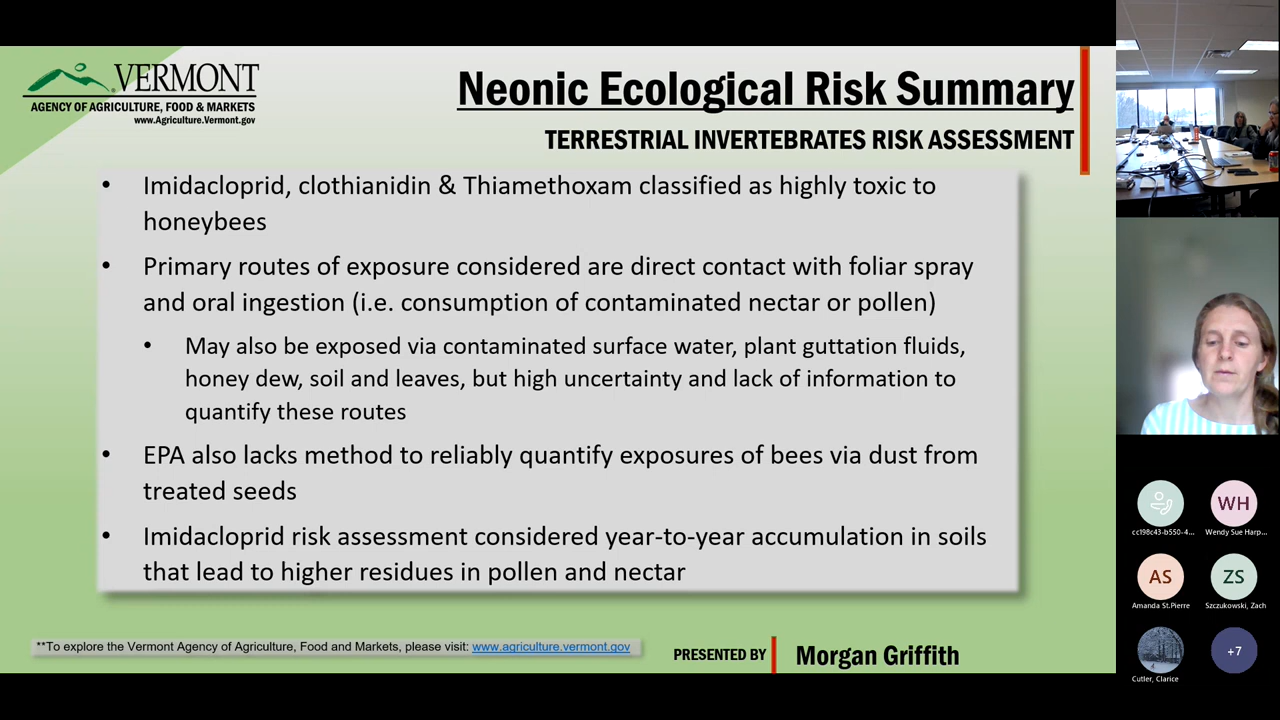 VERMONT
AGENCY OF AGRICULTURE, FOOD & MARKETS
www.Agriculture.Vermont.gov
Neonic Ecological Risk Summary
TERRESTRIAL INVERTEBRATES RISK ASSESSMENT
• Imidacloprid, clothianidin & Thiamethoxam classified as highly toxic to
honeybees
• Primary routes of exposure considered are direct contact with foliar spray
and oral ingestion (i.e. consumption of contaminated nectar or pollen)
• May also be exposed via contaminated surface water, plant guttation fluids,
honey dew, soil and leaves, but high uncertainty and lack of information to
quantify these routes
• EPA also lacks method to reliably quantify exposures of bees via dust from
treated seeds
• Imidacloprid risk assessment considered year-to-year accumulation in soils
that lead to higher residues in pollen and nectar
**To explore the Vermont Agency of Agriculture, Food and Markets, please visit: www.agriculture.vermont.gov
PRESENTED BY Morgan Griffith
WH
cc198c43-b550-4... Wendy Sue Harp...
AS ZS
Amanda St.Pierre Szczukowski, Zach
+7
Cutler, Clarice